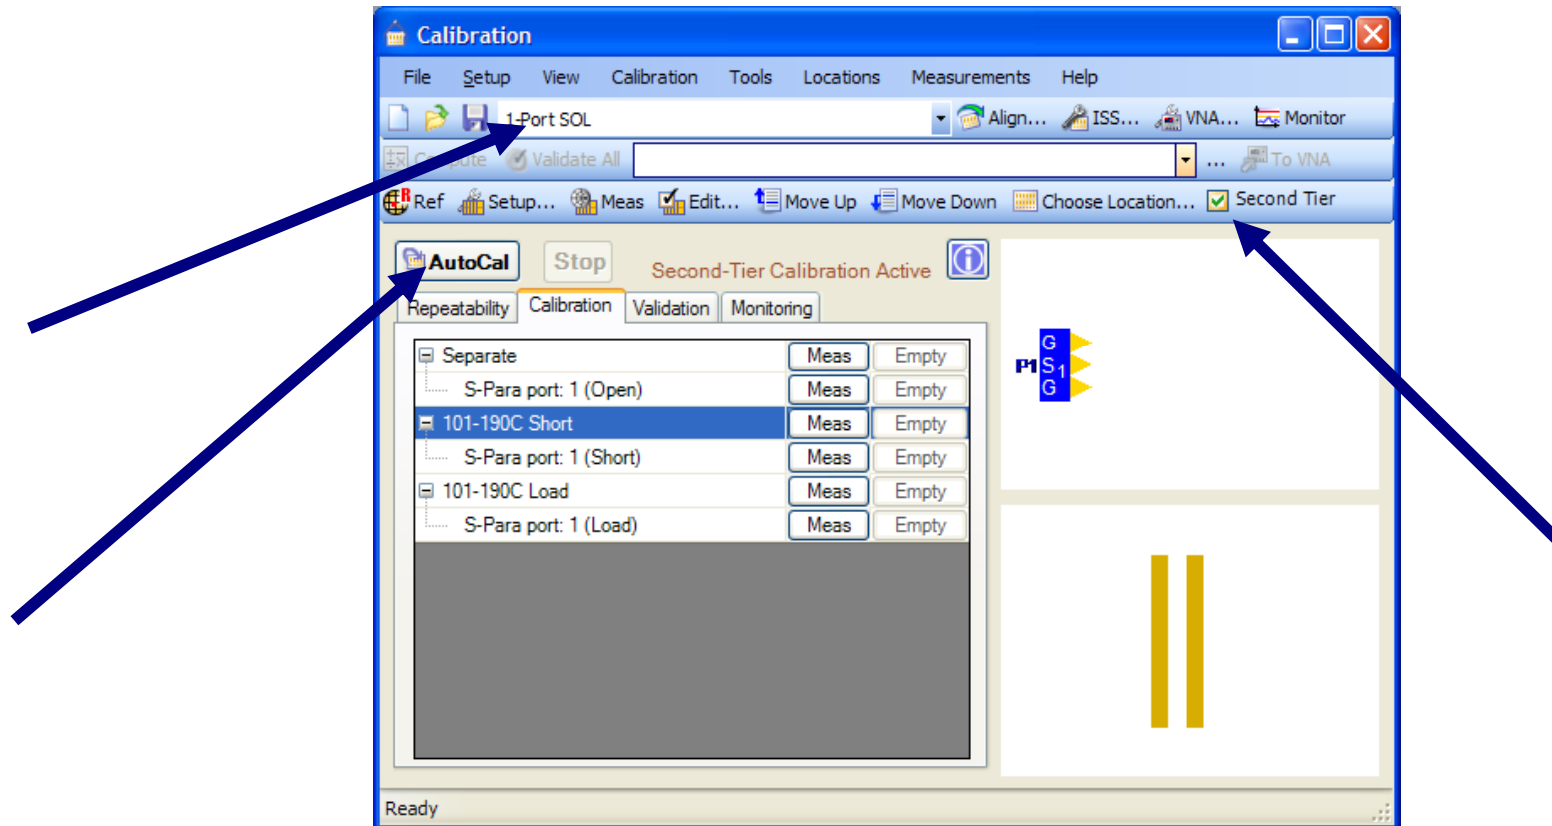 Calibration
File Setup View Calibration Tools Locations Measurements Help
1-Port SOL Align... ISS... VNA... Monitor
Compute Validate All ... To VNA
R Ref Setup... Meas Edit... Move Up Move Down Choose Location... Second Tier
AutoCal Stop Second-Tier Calibration Active
Repeatability Calibration Validation Monitoring
Separate Meas Empty
S-Para port: 1 (Open) Meas Empty
101-190C Short Meas Empty
S-Para port: 1 (Short) Meas Empty
101-190C Load Meas Empty
S-Para port: 1 (Load) Meas Empty
G
P1 S1
G
Ready